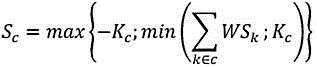 S_c = max{−K_c; min(∑_{k∈c} WS_k ; K_c)}